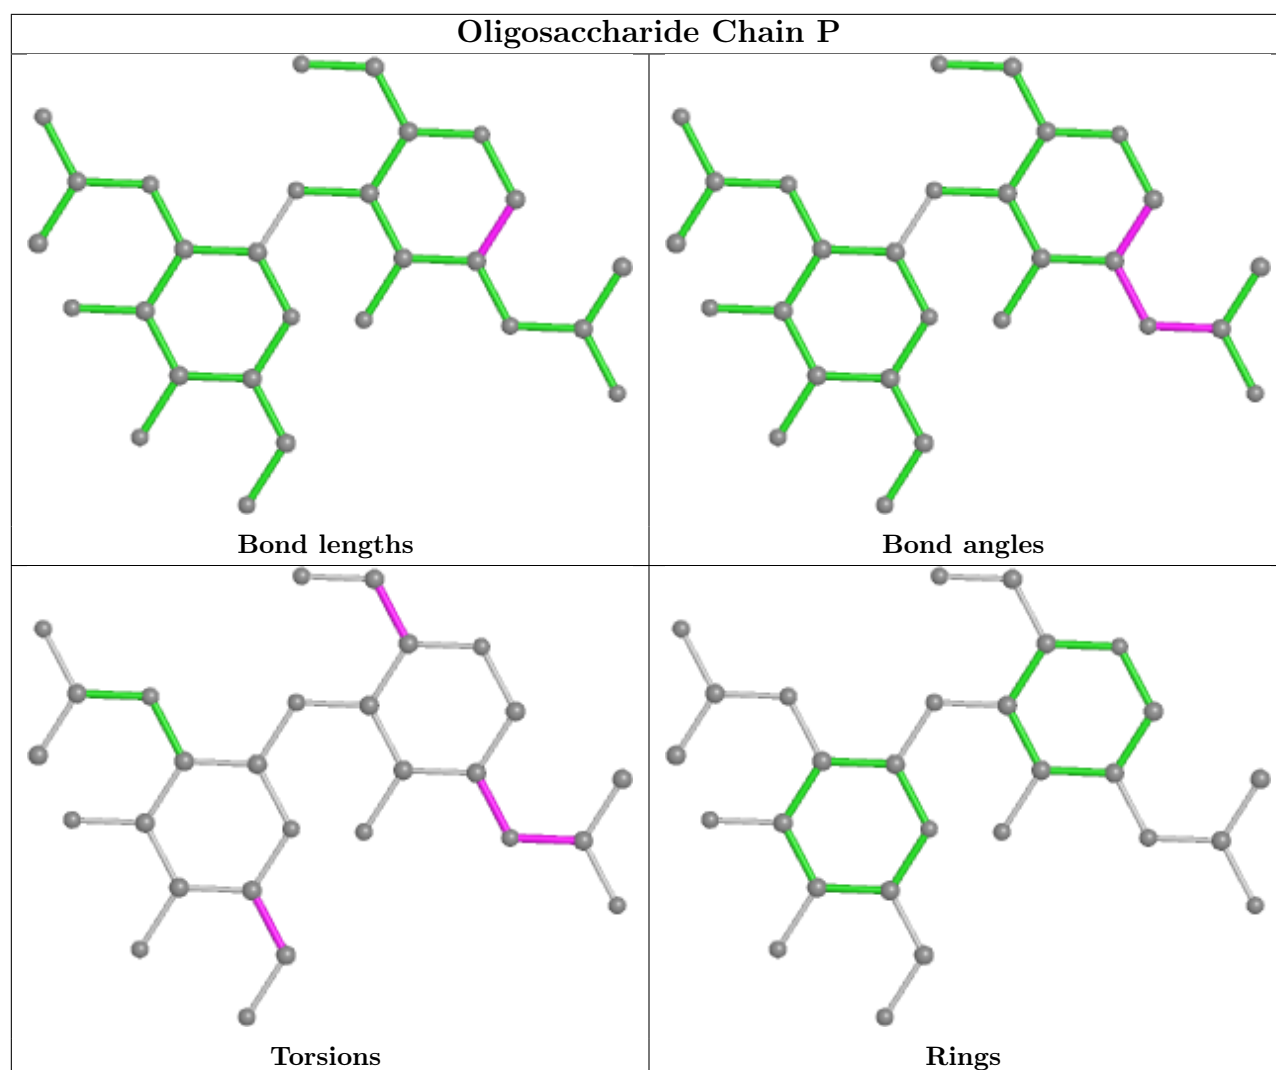 Oligosaccharide Chain P
Bond lengths
Bond angles
Torsions
Rings